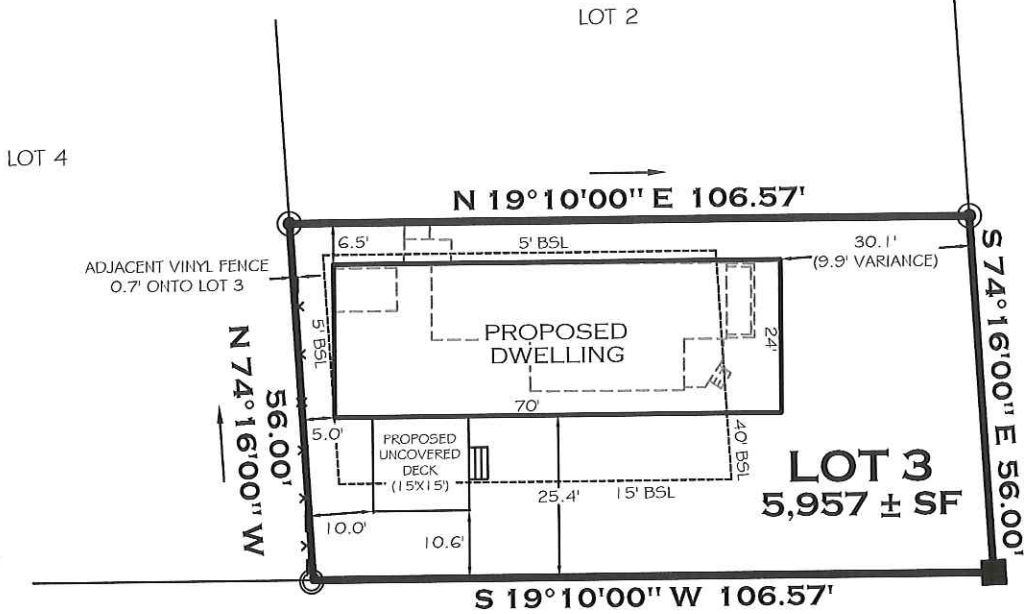 LOT 2
LOT 4
N 19°10'00" E 106.57'
6.5'
5' BSL
30.1'
(9.9' VARIANCE)
ADJACENT VINYL FENCE
0.7' ONTO LOT 3
S 74°16'00" E 56.00'
5' BSL
PROPOSED
DWELLING
24'
N 74°16'00" W
56.00'
70'
5.0'
PROPOSED
UNCOVERED
DECK
(15'X15')
40' BSL
LOT 3
5,957 ± SF
25.4'
15' BSL
10.0'
10.6'
S 19°10'00" W 106.57'